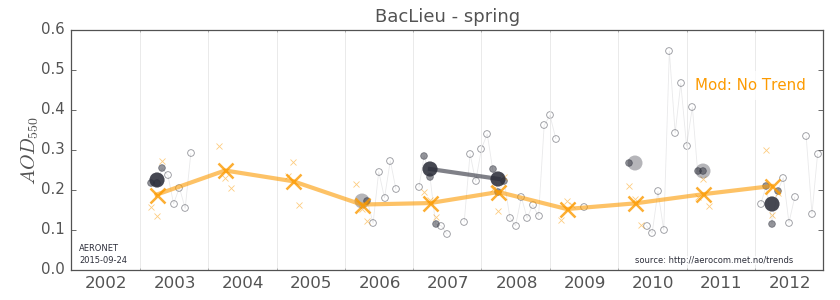 BacLieu - spring
0.6
0.5
0.4
0.3
0.2
0.1
0.0
AOD550
Mod: No Trend
AERONET
2015-09-24
source: http://aerocom.met.no/trends
2002 2003 2004 2005 2006 2007 2008 2009 2010 2011 2012